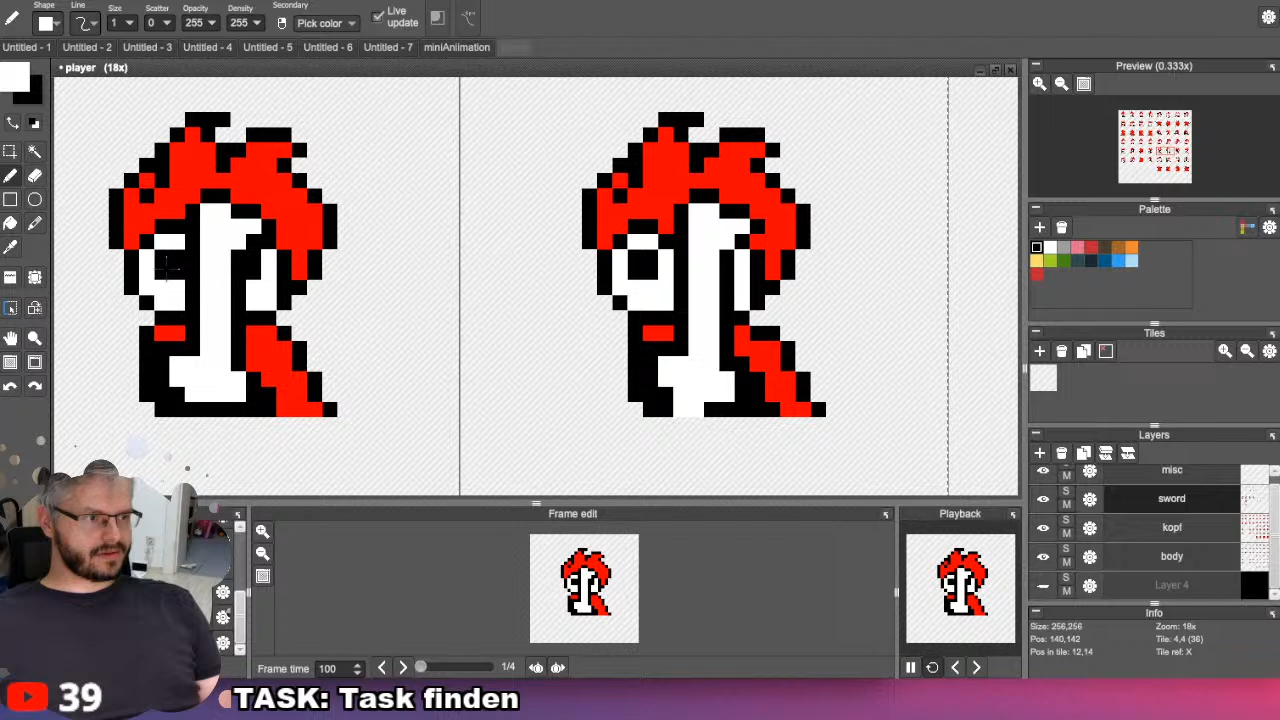 Shape Line Size Scatter Opacity Density Secondary
1 0 255 255 Pick color Live update
Untitled - 1 Untitled - 2 Untitled - 3 Untitled - 4 Untitled - 5 Untitled - 6 Untitled - 7 miniAniimation
• player (18x)
Preview (0.333x)
Palette
Tiles
Layers
S
M
misc
S
M
sword
S
M
kopf
S
M
body
S
M
Layer 4
Info
Size: 256,256 Zoom: 18x
Pos: 140,142 Tile: 4,4 (36)
Pos in tile: 12,14 Tile ref: X
Frame edit
Playback
Frame time 100 1/4
39 TASK: Task finden